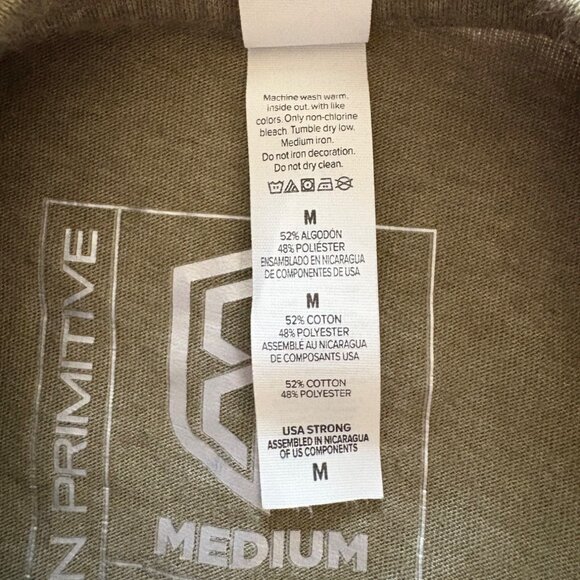 Machine wash warm,
inside out, with like
colors. Only non-chlorine
bleach. Tumble dry low.
Medium iron.
Do not iron decoration.
Do not dry clean.
M
52% ALGODÓN
48% POLIÉSTER
ENSAMBLADO EN NICARAGUA
DE COMPONENTES DE USA
M
52% COTON
48% POLYESTER
ASSEMBLÉ AU NICARAGUA
DE COMPOSANTS USA
52% COTTON
48% POLYESTER
USA STRONG
ASSEMBLED IN NICARAGUA
OF US COMPONENTS
M
N PRIMITIVE
MEDIUM